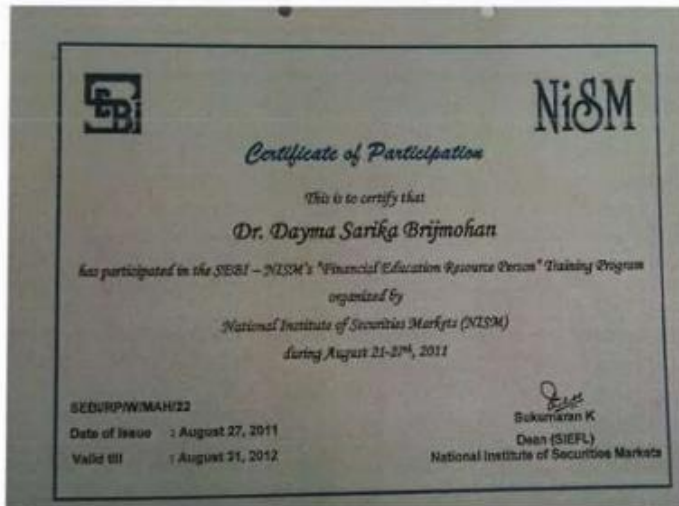 SEBI
NiSM
Certificate of Participation
This is to certify that
Dr. Dayma Sarika Brijmohan
has participated in the SEBI – NISM's "Financial Education Resource Person" Training Program
organized by
National Institute of Securities Markets (NISM)
during August 21-27th, 2011
SEBI/RP/W/MAH/22
Date of Issue : August 27, 2011
Valid till : August 31, 2012
Sukumaran K
Dean (SIEFL)
National Institute of Securities Markets